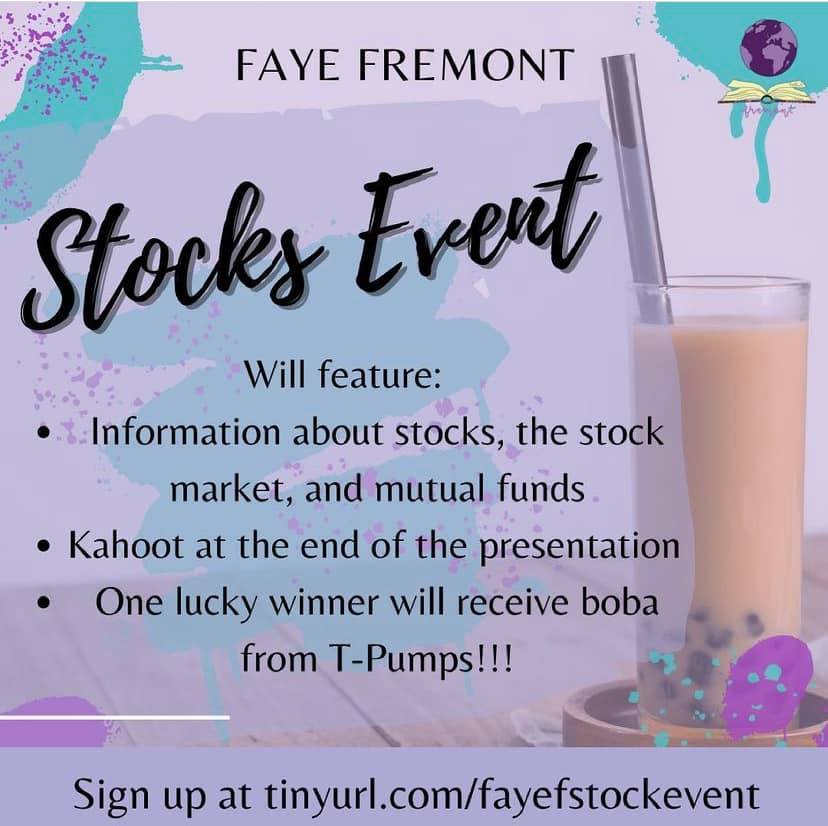 FAYE FREMONT
fremont
Stocks Event
Will feature:
• Information about stocks, the stock
market, and mutual funds
• Kahoot at the end of the presentation
• One lucky winner will receive boba
from T-Pumps!!!
Sign up at tinyurl.com/fayefstockevent